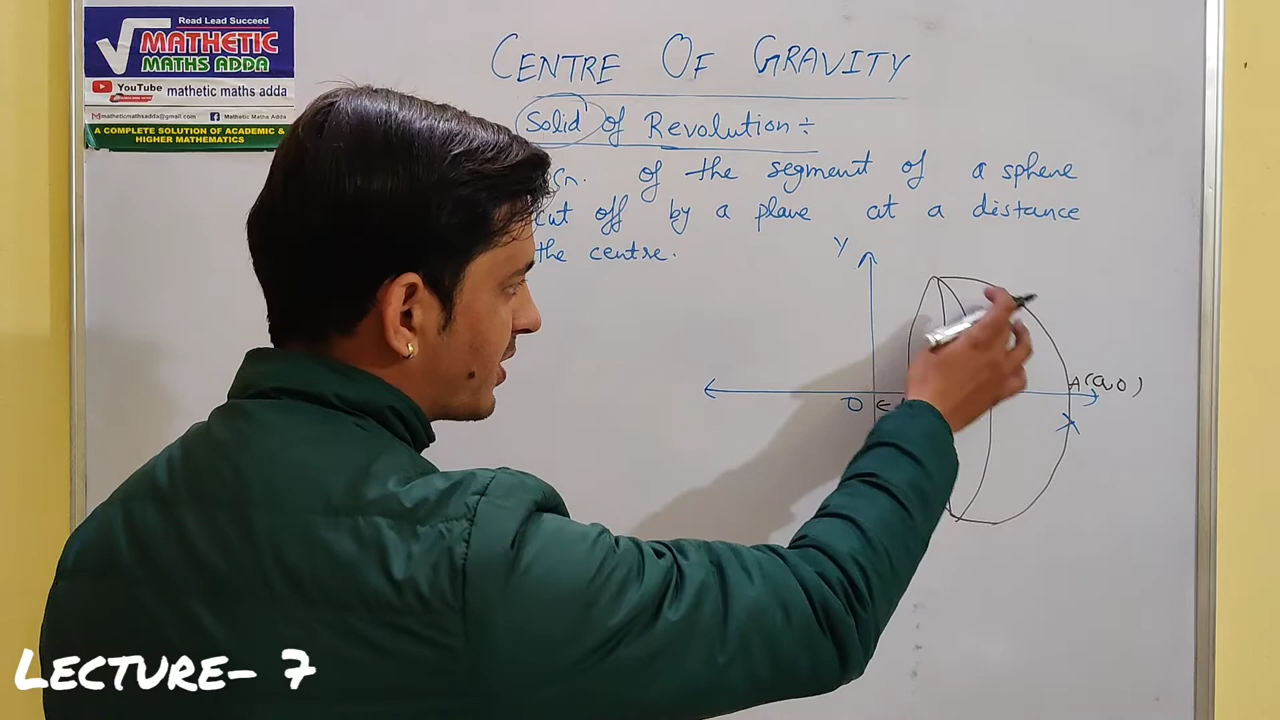 Read Lead Succeed
MATHETIC
MATHS ADDA
YouTube mathetic maths adda
matheticmathsadda@gmail.com Mathetic Maths Adda
A COMPLETE SOLUTION OF ACADEMIC &
HIGHER MATHEMATICS
CENTRE OF GRAVITY
Solid of Revolution ÷
of the segment of a sphere
cut off by a plane at a distance
the centre.
Y
A(a,0)
O
X
LECTURE- 7